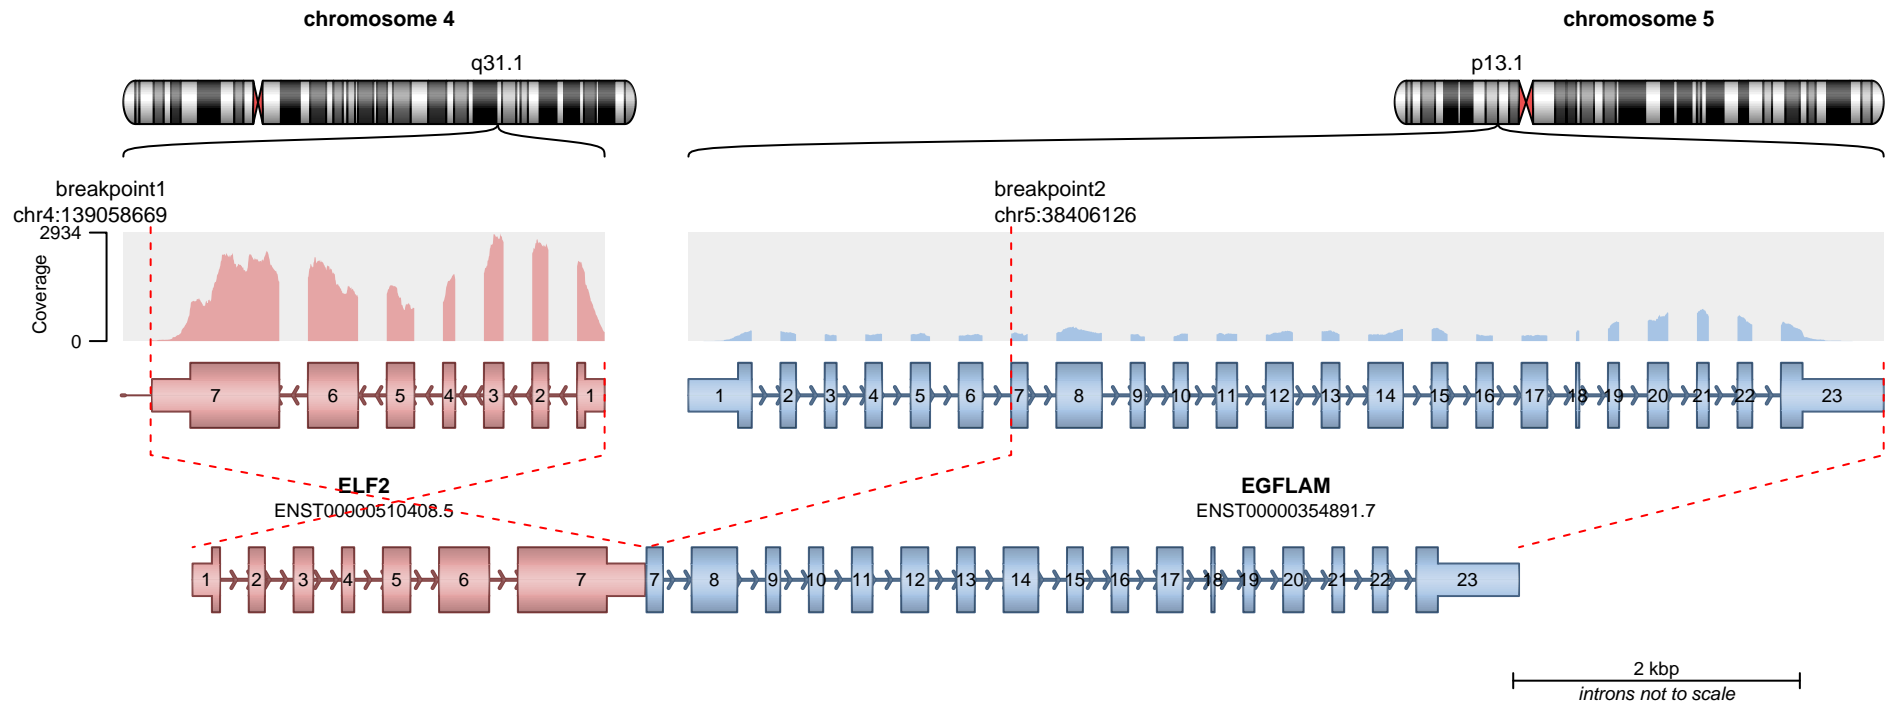 chromosome 4
chromosome 5
q31.1
p13.1
breakpoint1
chr4:139058669
breakpoint2
chr5:38406126
2934
Coverage
0
7 6 5 4 3 2 1
1 2 3 4 5 6 7 8 9 10 11 12 13 14 15 16 17 18 19 20 21 22 23
ELF2
ENST00000510408.5
EGFLAM
ENST00000354891.7
1 2 3 4 5 6 7 7 8 9 10 11 12 13 14 15 16 17 18 19 20 21 22 23
2 kbp
introns not to scale